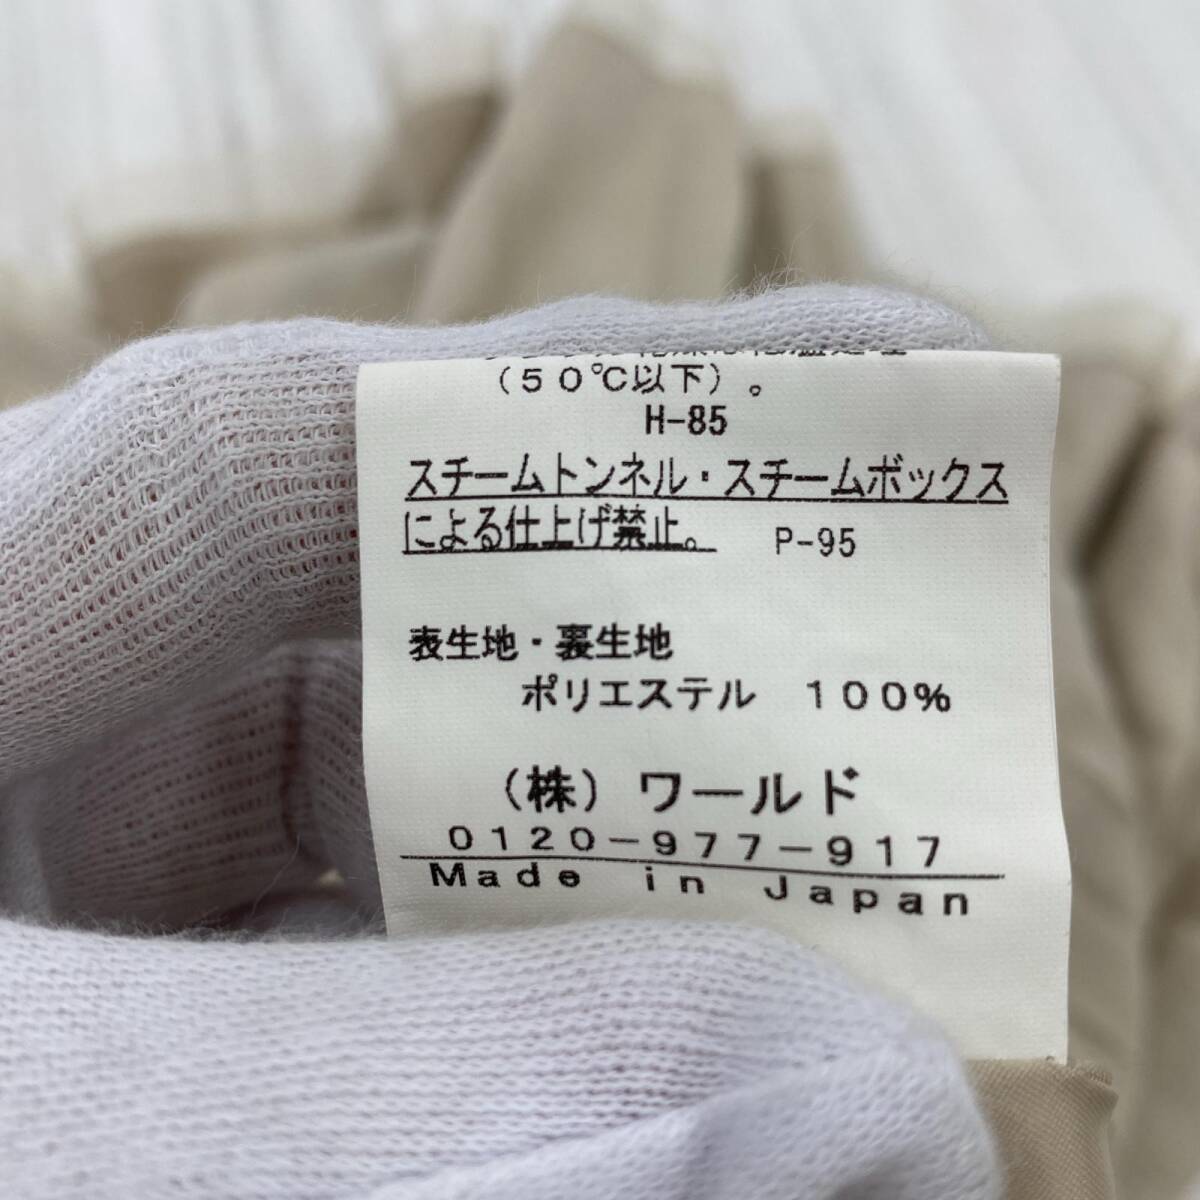 （５０℃以下）。
H-85
スチームトンネル・スチームボックス
による仕上げ禁止。 P-95
表生地・裏生地
ポリエステル １００％
（株）ワールド
０１２０－９７７－９１７
Made in Japan